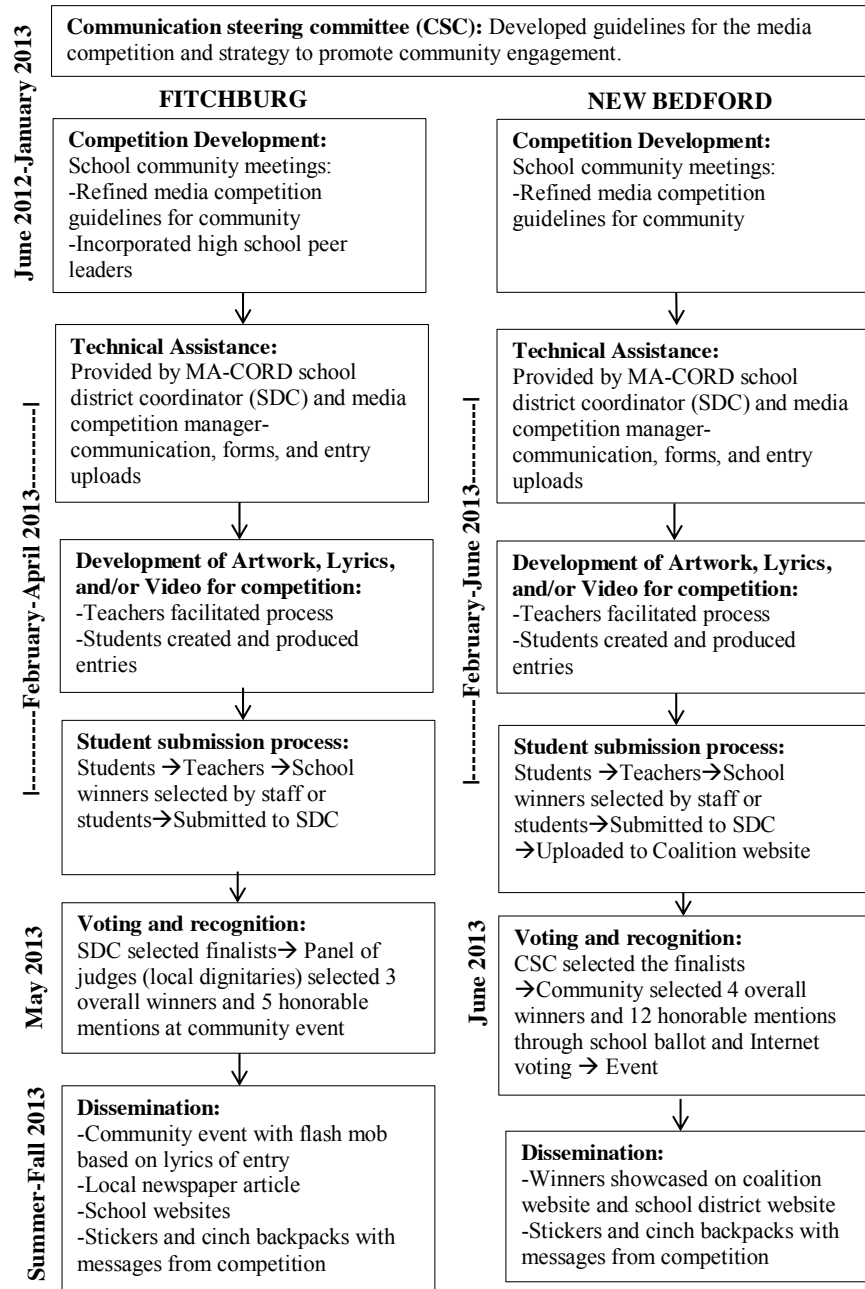 June 2012-January 2013
Communication steering committee (CSC): Developed guidelines for the media
competition and strategy to promote community engagement.
FITCHBURG
Competition Development:
School community meetings:
-Refined media competition
guidelines for community
-Incorporated high school peer
leaders
|---------February-April 2013----------|
Technical Assistance:
Provided by MA-CORD school
district coordinator (SDC) and media
competition manager-
communication, forms, and entry
uploads
Development of Artwork, Lyrics,
and/or Video for competition:
-Teachers facilitated process
-Students created and produced
entries
Student submission process:
Students →Teachers →School
winners selected by staff or
students→Submitted to SDC
May 2013
Voting and recognition:
SDC selected finalists→ Panel of
judges (local dignitaries) selected 3
overall winners and 5 honorable
mentions at community event
Summer-Fall 2013
Dissemination:
-Community event with flash mob
based on lyrics of entry
-Local newspaper article
-School websites
-Stickers and cinch backpacks with
messages from competition
NEW BEDFORD
Competition Development:
School community meetings:
-Refined media competition
guidelines for community
|---------February-June 2013----------|
Technical Assistance:
Provided by MA-CORD school
district coordinator (SDC) and media
competition manager-
communication, forms, and entry
uploads
Development of Artwork, Lyrics,
and/or Video for competition:
-Teachers facilitated process
-Students created and produced
entries
Student submission process:
Students →Teachers→School
winners selected by staff or
students→Submitted to SDC
→Uploaded to Coalition website
June 2013
Voting and recognition:
CSC selected the finalists
→Community selected 4 overall
winners and 12 honorable mentions
through school ballot and Internet
voting → Event
Dissemination:
-Winners showcased on coalition
website and school district website
-Stickers and cinch backpacks with
messages from competition